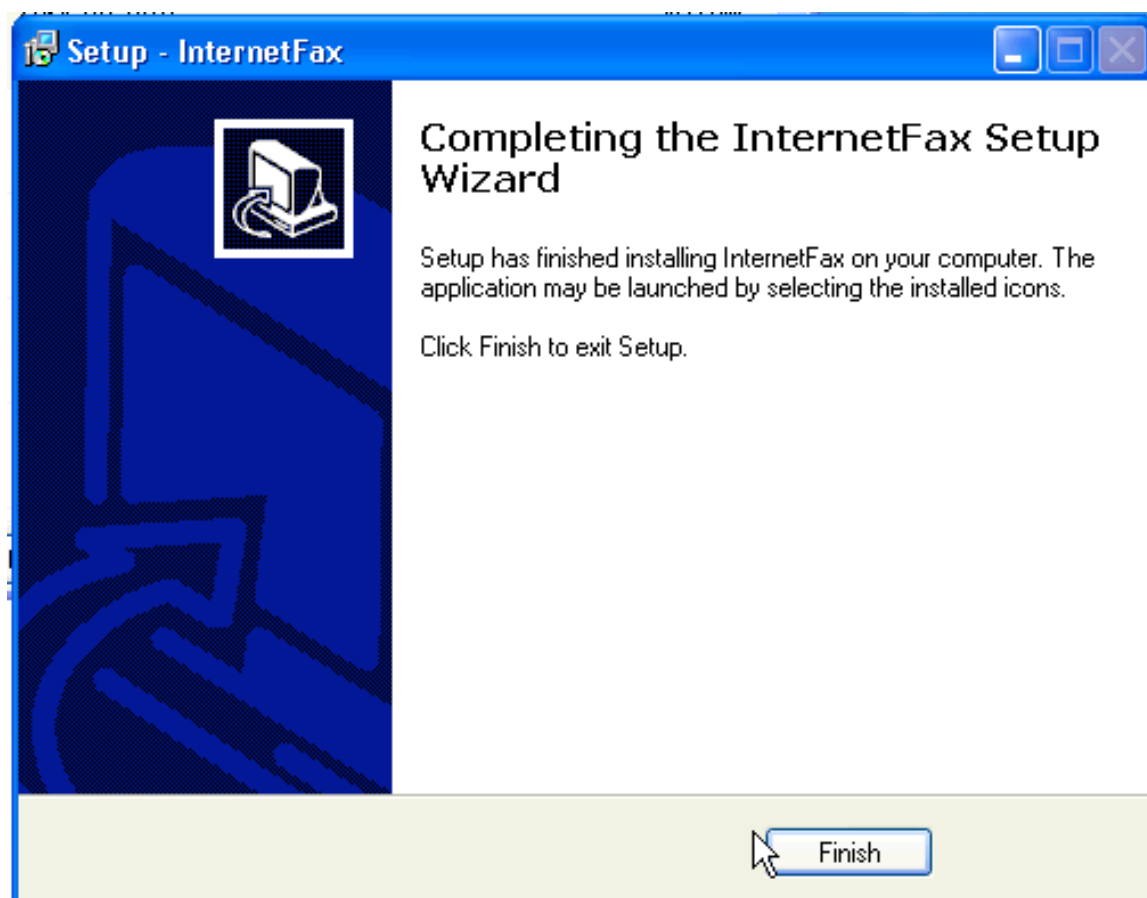 Setup - InternetFax
Completing the InternetFax Setup
Wizard
Setup has finished installing InternetFax on your computer. The
application may be launched by selecting the installed icons.
Click Finish to exit Setup.
Finish